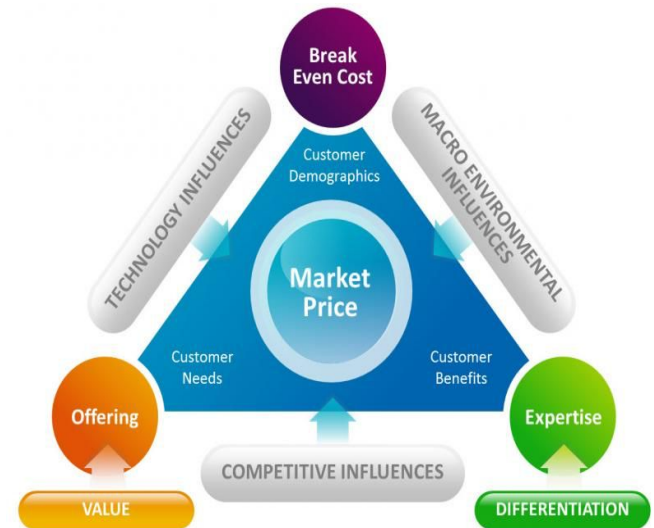 Break
Even Cost
TECHNOLOGY INFLUENCES
MACRO ENVIRONMENTAL
INFLUENCES
Customer
Demographics
Market
Price
Customer
Needs
Customer
Benefits
Offering
Expertise
COMPETITIVE INFLUENCES
VALUE
DIFFERENTIATION